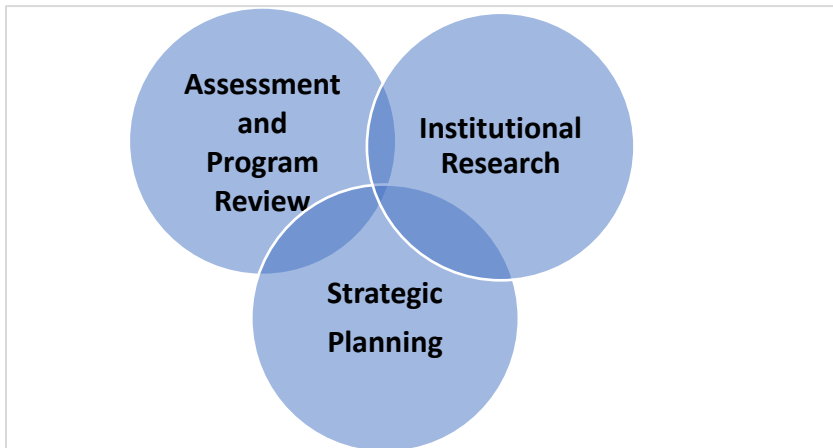 Assessment
and
Program
Review
Institutional
Research
Strategic
Planning